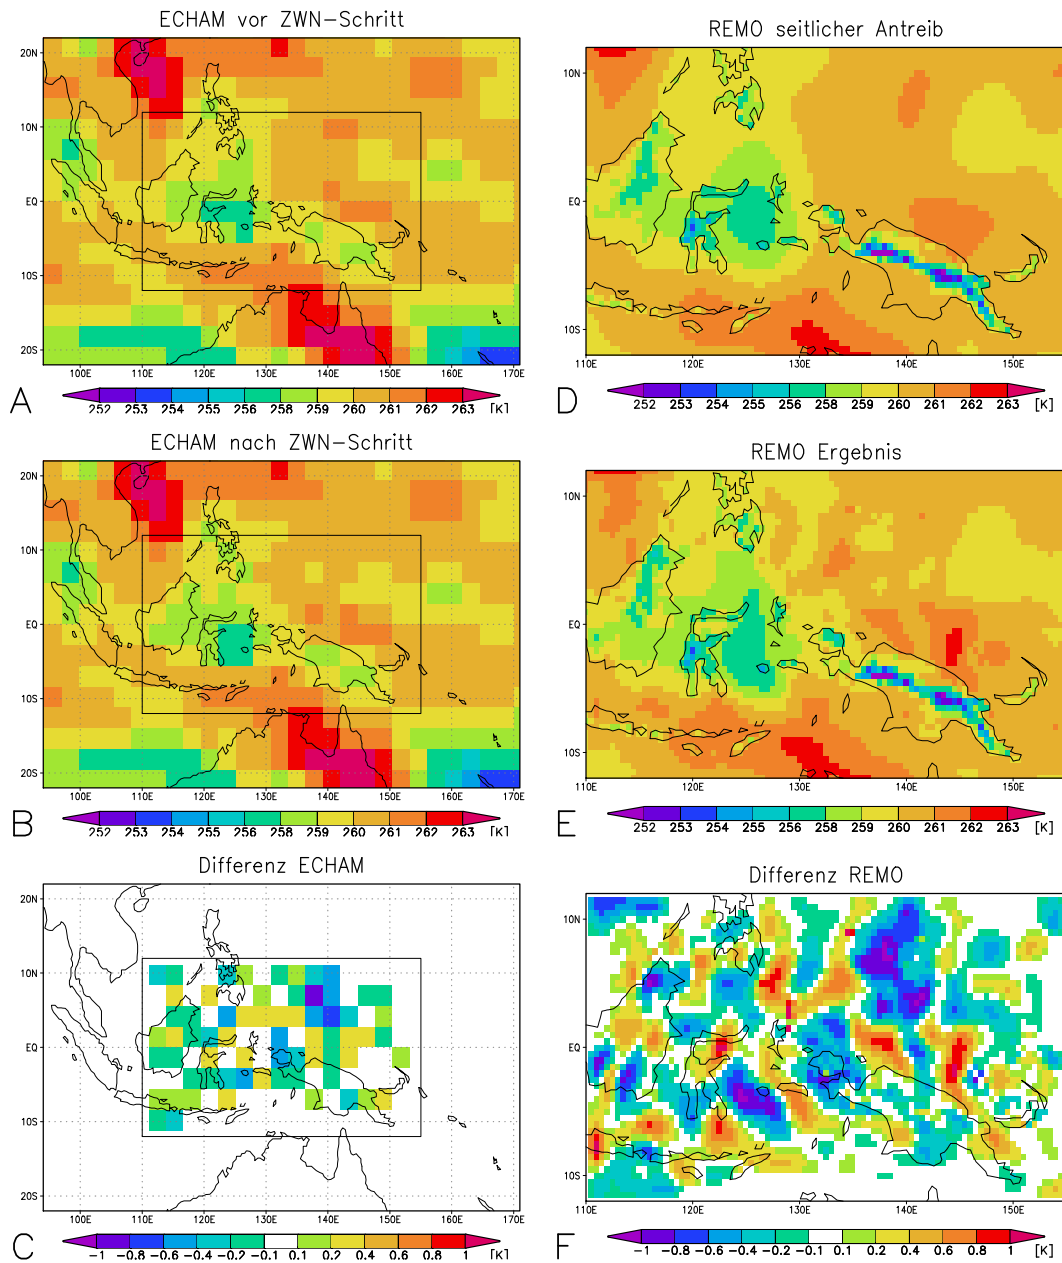 ECHAM vor ZWN-Schritt
20N
10N
EQ
10S
20S
100E 110E 120E 130E 140E 150E 160E 170E
A
252 253 254 255 256 258 259 260 261 262 263 [K]
REMO seitlicher Antreib
10N
EQ
10S
110E 120E 130E 140E 150E
D
252 253 254 255 256 258 259 260 261 262 263 [K]
ECHAM nach ZWN-Schritt
20N
10N
EQ
10S
20S
100E 110E 120E 130E 140E 150E 160E 170E
B
252 253 254 255 256 258 259 260 261 262 263 [K]
REMO Ergebnis
10N
EQ
10S
110E 120E 130E 140E 150E
E
252 253 254 255 256 258 259 260 261 262 263 [K]
Differenz ECHAM
20N
10N
EQ
10S
20S
100E 110E 120E 130E 140E 150E 160E 170E
C
-1 -0.8 -0.6 -0.4 -0.2 -0.1 0.1 0.2 0.4 0.6 0.8 1 [K]
Differenz REMO
10N
EQ
10S
110E 120E 130E 140E 150E
F
-1 -0.8 -0.6 -0.4 -0.2 -0.1 0.1 0.2 0.4 0.6 0.8 1 [K]